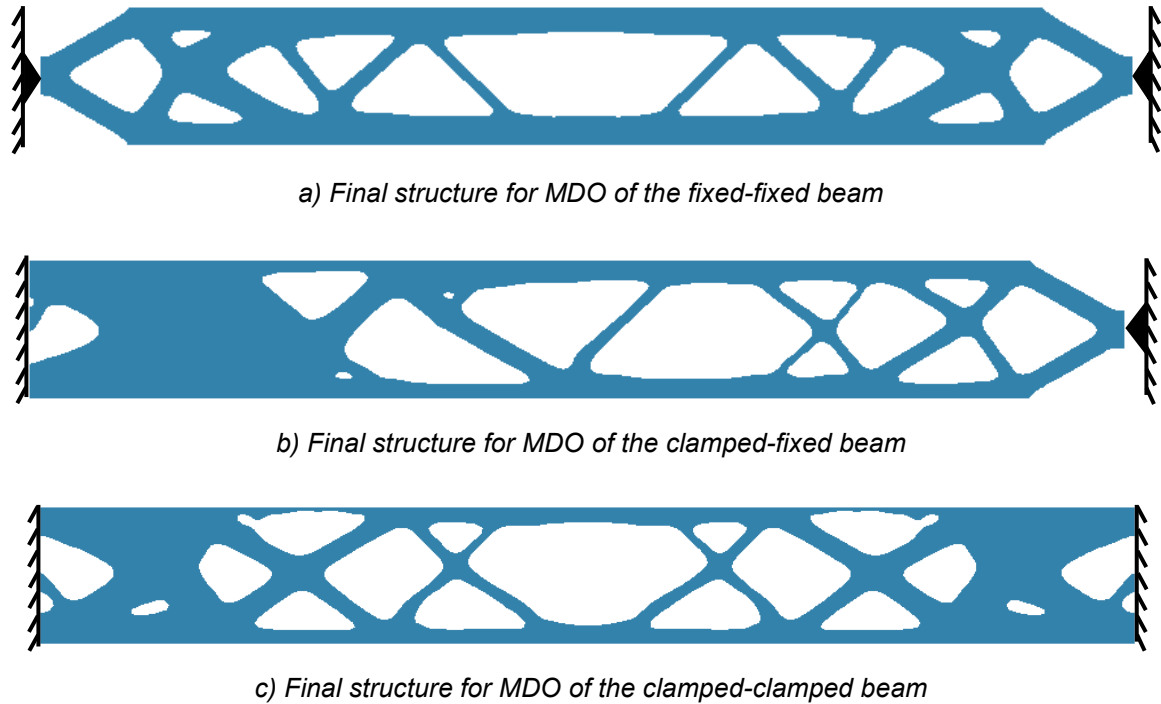 a) Final structure for MDO of the fixed-fixed beam
b) Final structure for MDO of the clamped-fixed beam
c) Final structure for MDO of the clamped-clamped beam